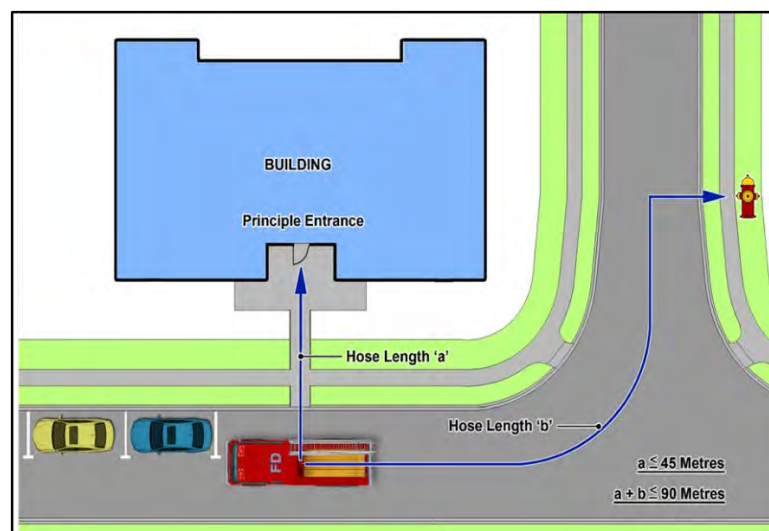 BUILDING
Principle Entrance
Hose Length ‘a’
Hose Length ‘b’
FD
a ≤ 45 Metres
a + b ≤ 90 Metres